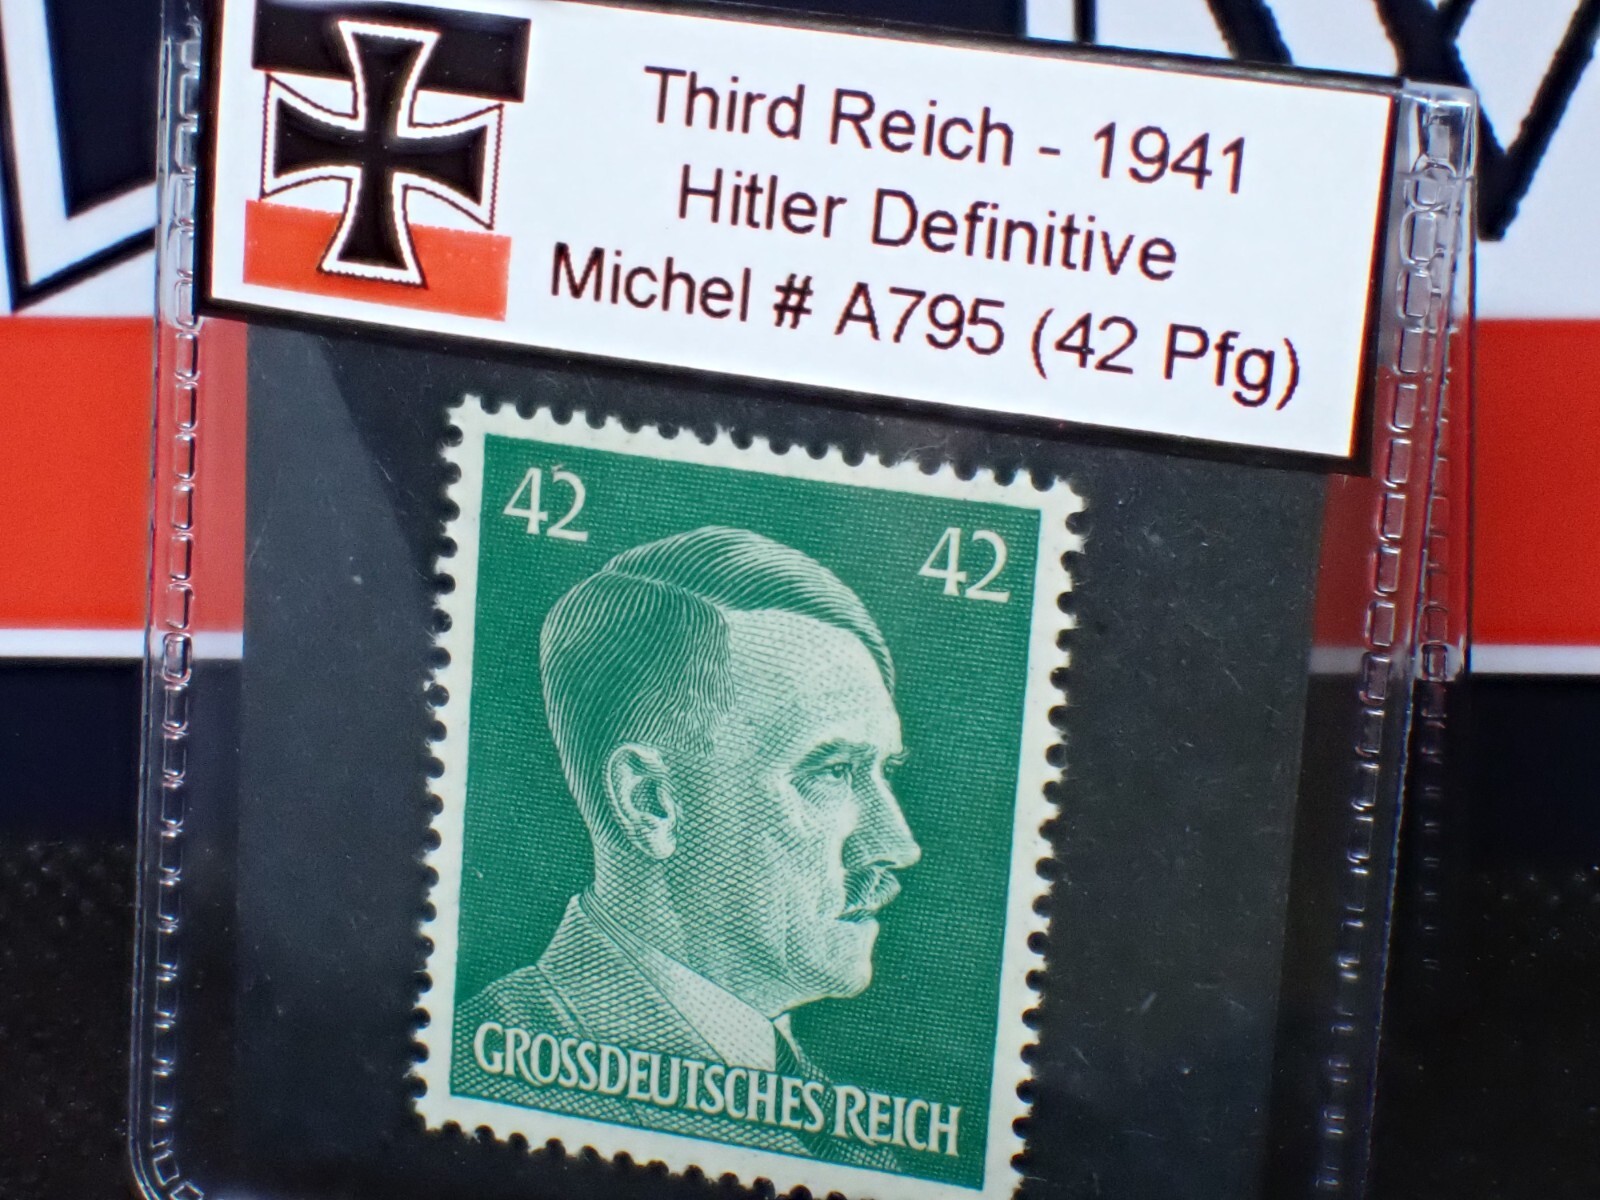 Third Reich - 1941
Hitler Definitive
Michel # A795 (42 Pfg)
42
42
GROSSDEUTSCHES REICH